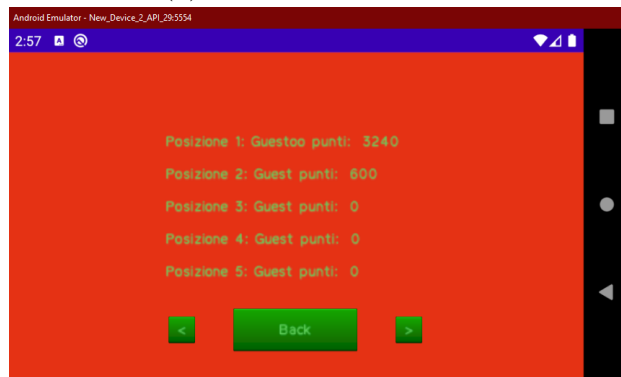 Android Emulator - New_Device_2_API_29:5554
2:57 A
Posizione 1: Guestoo punti: 3240
Posizione 2: Guest punti: 600
Posizione 3: Guest punti: 0
Posizione 4: Guest punti: 0
Posizione 5: Guest punti: 0
< Back >